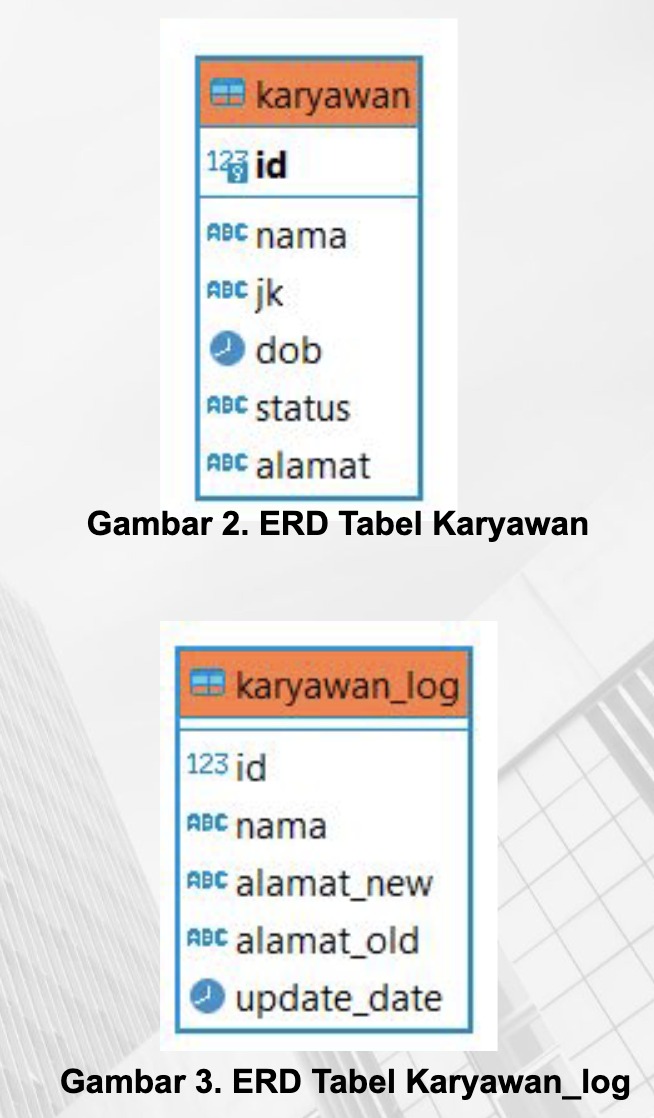 karyawan
123 id
ABC nama
ABC jk
dob
ABC status
ABC alamat
Gambar 2. ERD Tabel Karyawan
karyawan_log
123 id
ABC nama
ABC alamat_new
ABC alamat_old
update_date
Gambar 3. ERD Tabel Karyawan_log